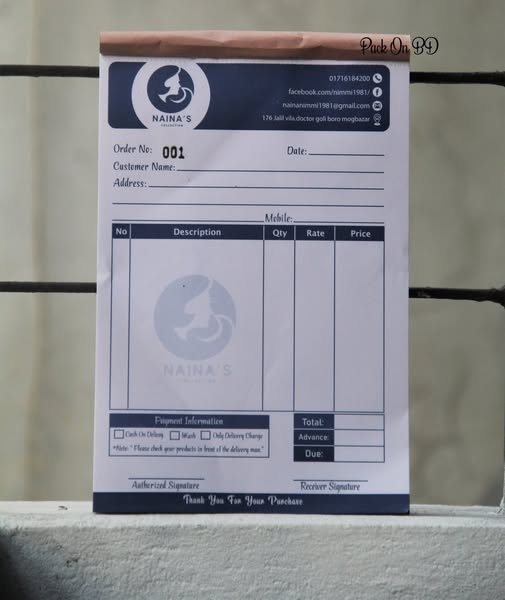 Pack On BD
01716184200
facebook.com/nimmi1981/
nainanimmi1981@gmail.com
176 Jalil vila,doctor goli boro mogbazar
NAINA'S
COLLECTION
Order No: 001 Date:
Customer Name:
Address:
Mobile:
No Description Qty Rate Price
NAINA'S
COLLECTION
Payment Information
Cash On Delivey Bkash Only Delivery Charge
*Note: " Please check your products in front of the delivery man."
Total:
Advance:
Due:
Authorized Signature Receiver Signature
Thank You For Your Purchase